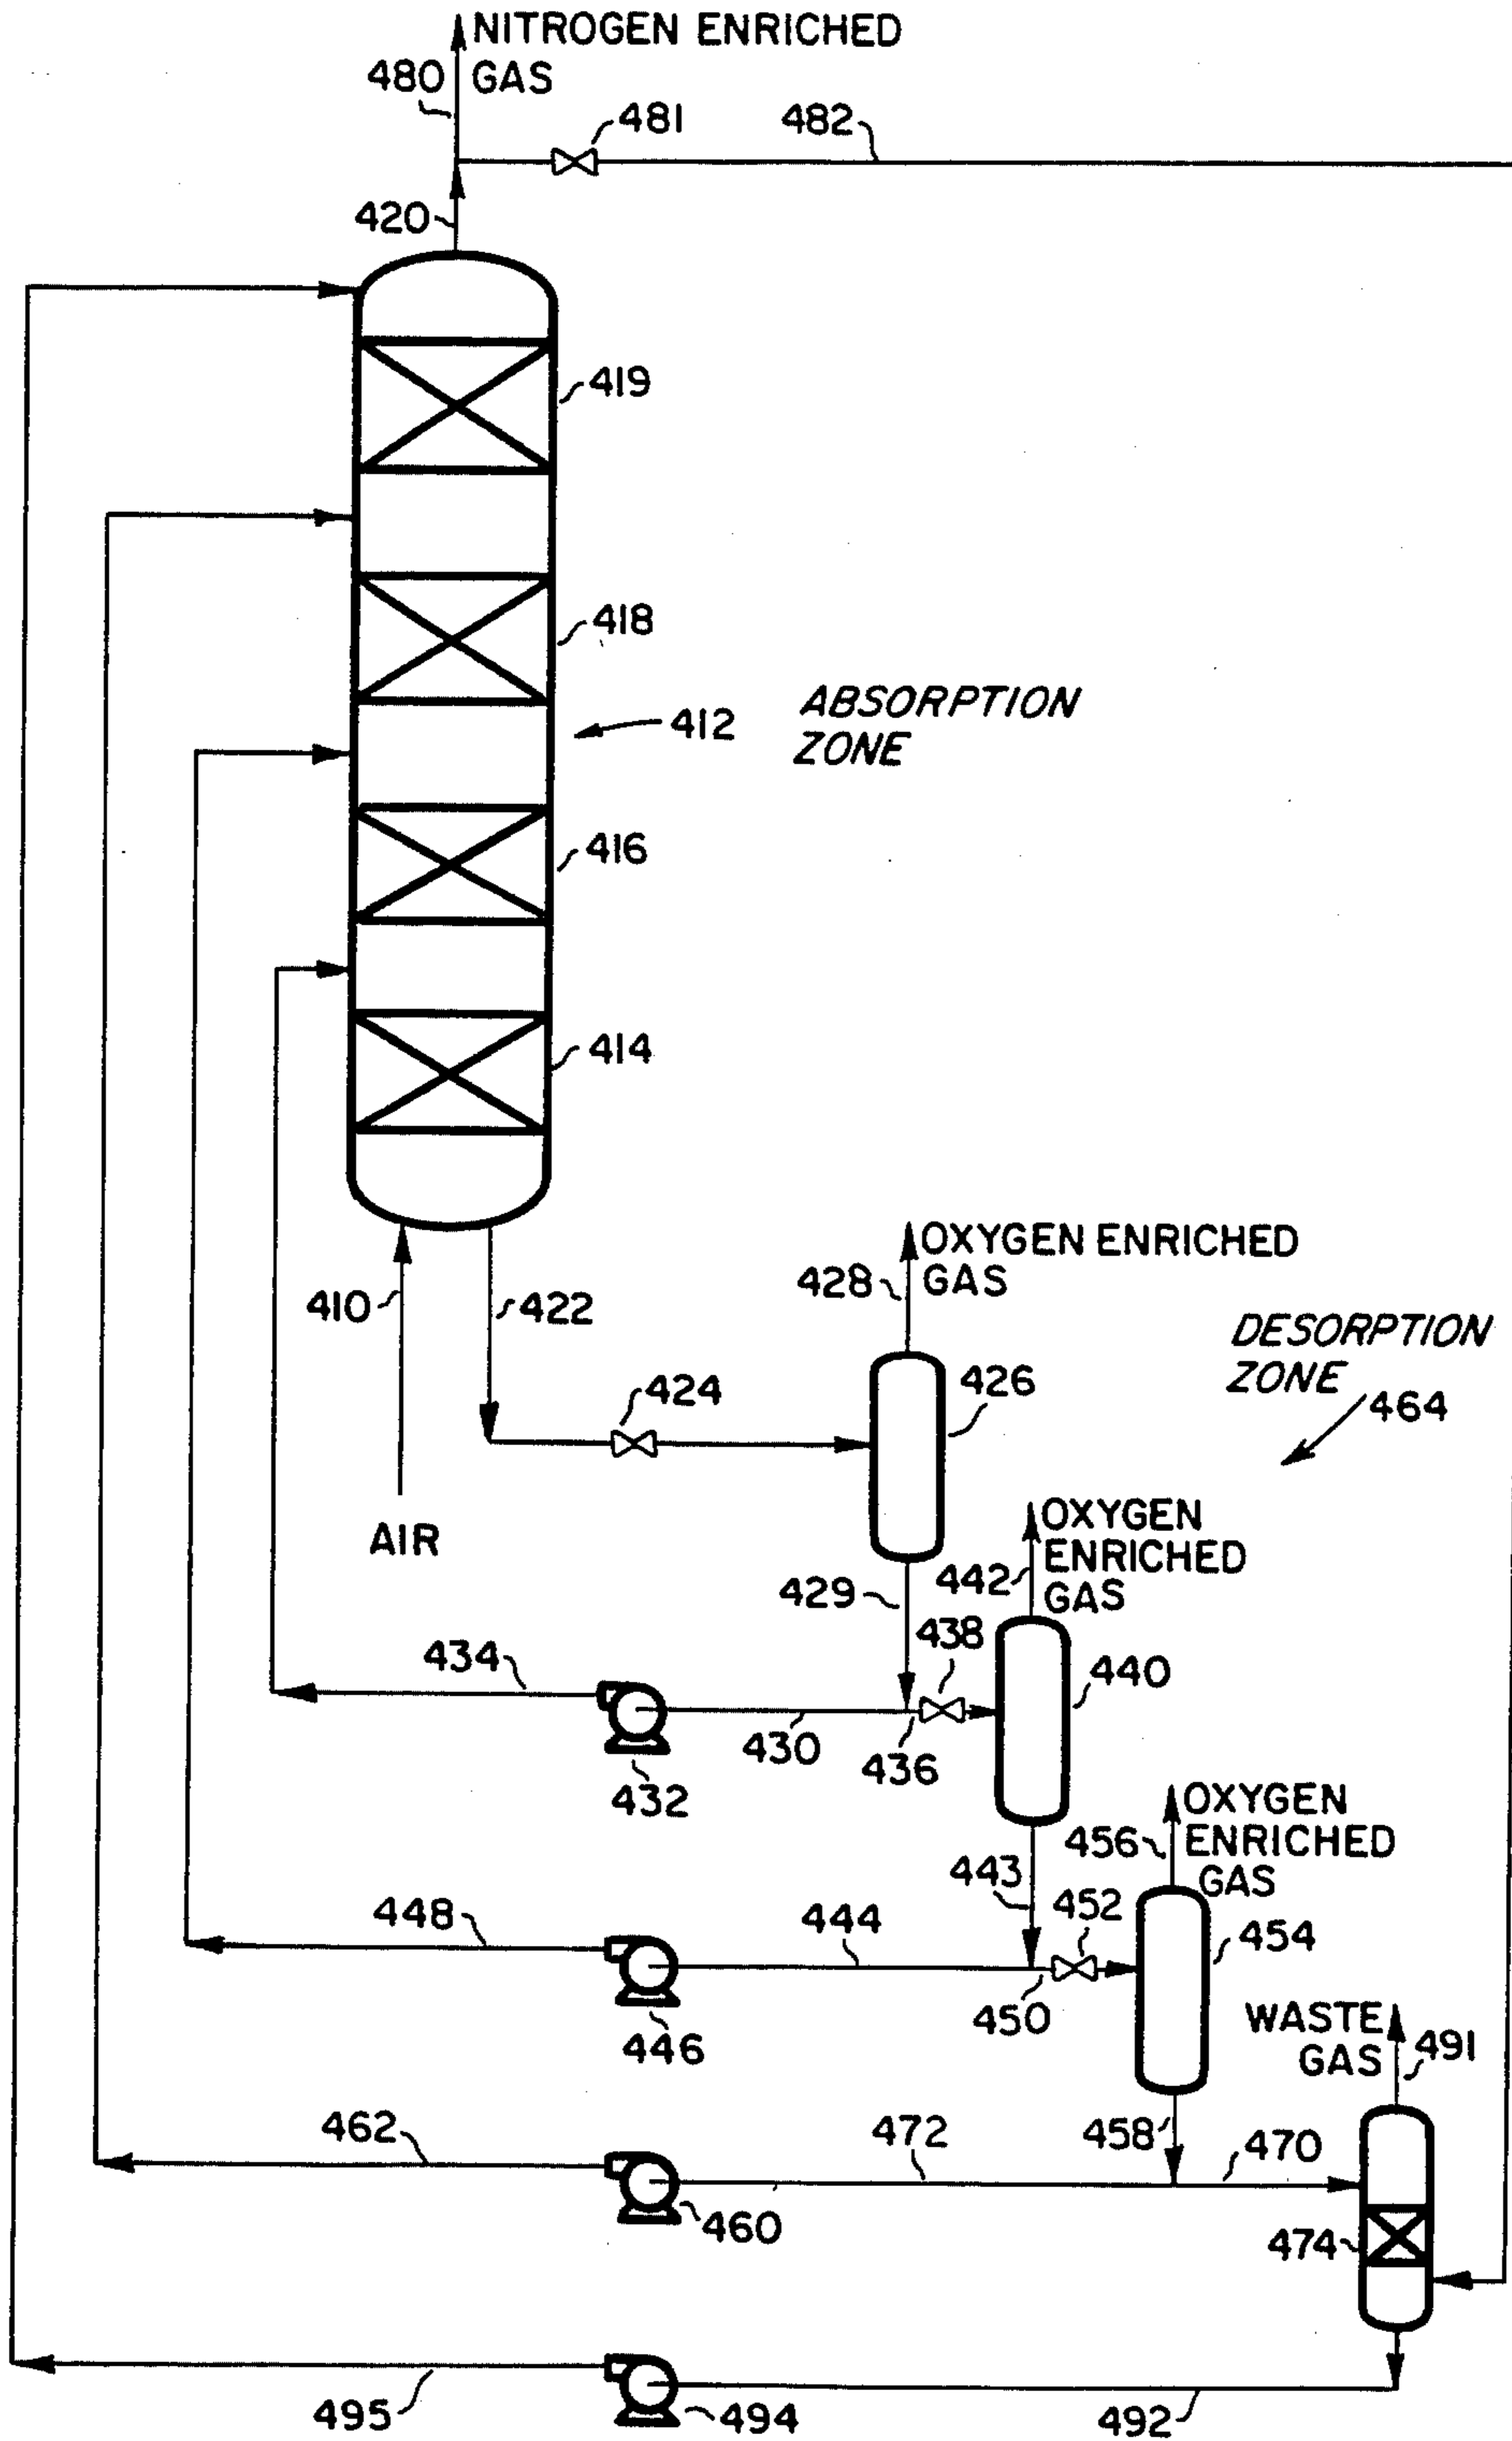 NITROGEN ENRICHED
480 GAS
481
482
420
419
418
412
ABSORPTION
ZONE
416
414
OXYGEN ENRICHED
428 GAS
410
422
DESORPTION
ZONE
464
424
426
AIR
OXYGEN
ENRICHED
442 GAS
429
438
434
440
430
436
432
OXYGEN
456 ENRICHED
GAS
443
452
448
444
454
450
446
WASTE
GAS 491
462
472
458
470
460
474
495
494
492